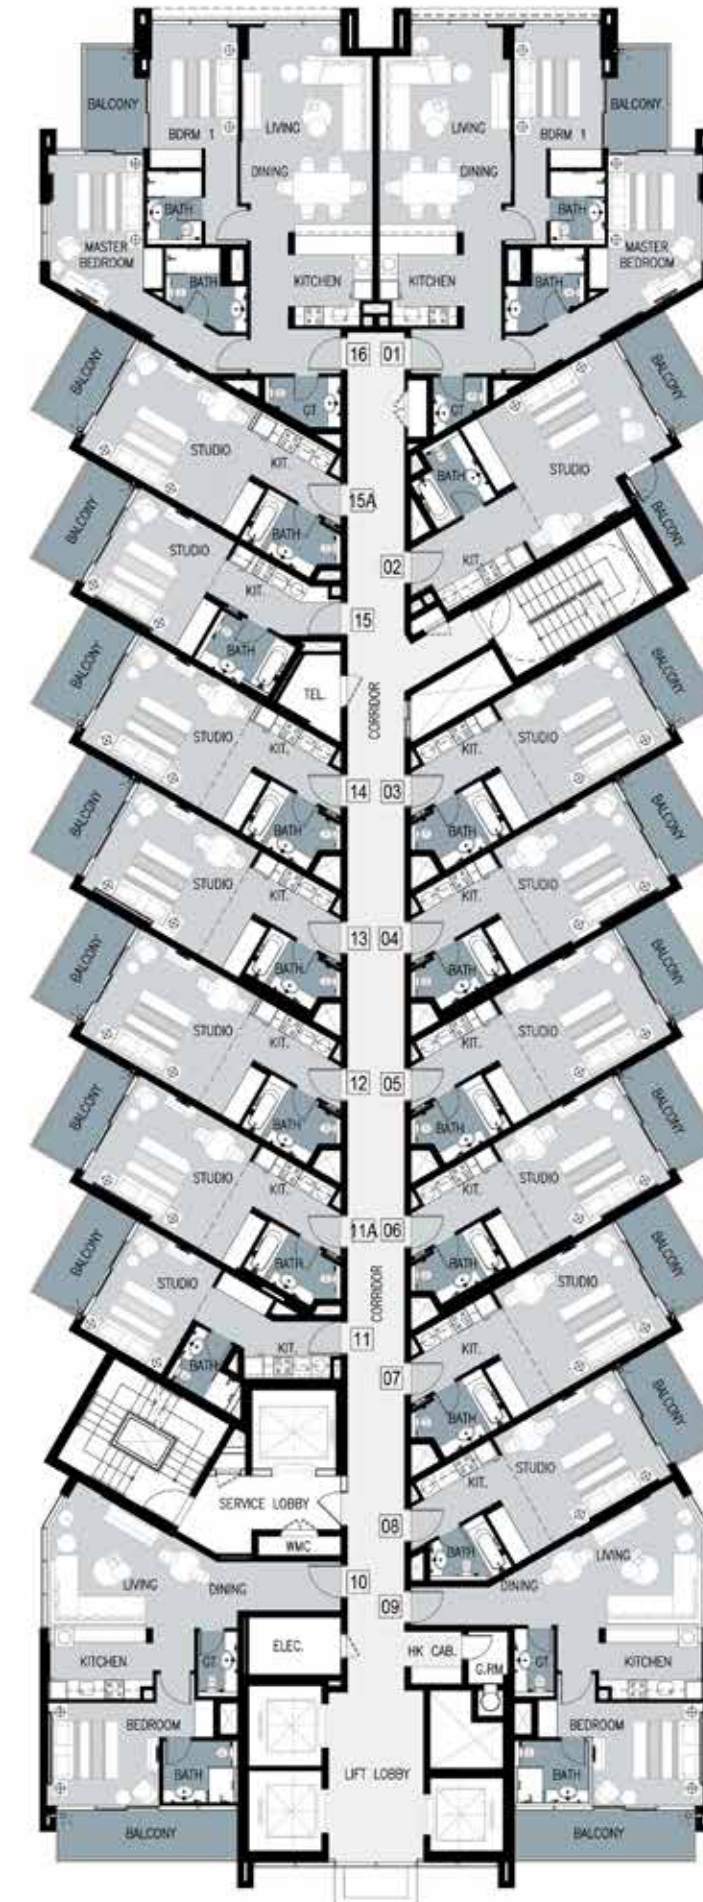 BALCONY
BDRM 1
LIVING
DINING
LIVING
DINING
BDRM 1
BALCONY
BATH
BATH
MASTER
BEDROOM
BATH
KITCHEN
KITCHEN
BATH
MASTER
BEDROOM
16
01
BALCONY
BALCONY
GT
GT
STUDIO
KIT.
BATH
STUDIO
15A
BALCONY
BATH
BALCONY
STUDIO
KIT.
02
KIT.
15
BATH
BALCONY
TEL.
CORRIDOR
BALCONY
STUDIO
KIT.
KIT.
STUDIO
14
03
BALCONY
BATH
BATH
BALCONY
STUDIO
KIT.
KIT.
STUDIO
13
04
BALCONY
BATH
BATH
BALCONY
STUDIO
KIT.
KIT.
STUDIO
12
05
BALCONY
BATH
BATH
BALCONY
STUDIO
KIT.
KIT.
STUDIO
11A
06
BALCONY
BATH
BATH
BALCONY
STUDIO
CORRIDOR
STUDIO
11
KIT.
KIT.
BATH
07
BATH
BALCONY
STUDIO
KIT.
SERVICE LOBBY
08
WMC
BATH
LIVING
DINING
10
DINING
LIVING
09
ELEC.
HK CAB.
G.RM
KITCHEN
GT
GT
KITCHEN
BEDROOM
BEDROOM
BATH
LIFT LOBBY
BATH
BALCONY
BALCONY